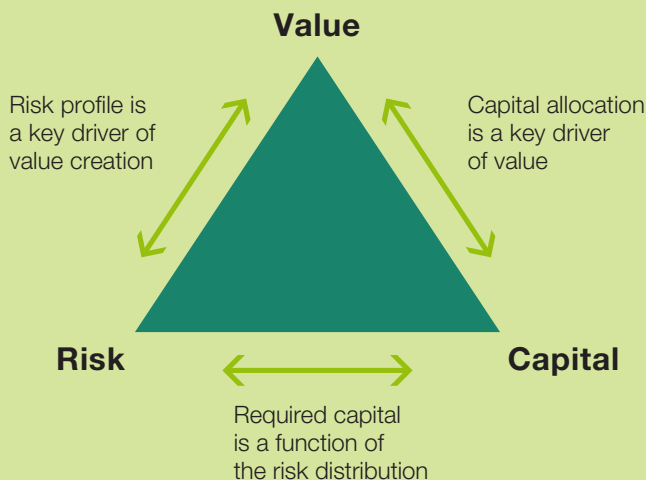 Value
Risk profile is
a key driver of
value creation
Capital allocation
is a key driver
of value
Risk
Capital
Required capital
is a function of
the risk distribution